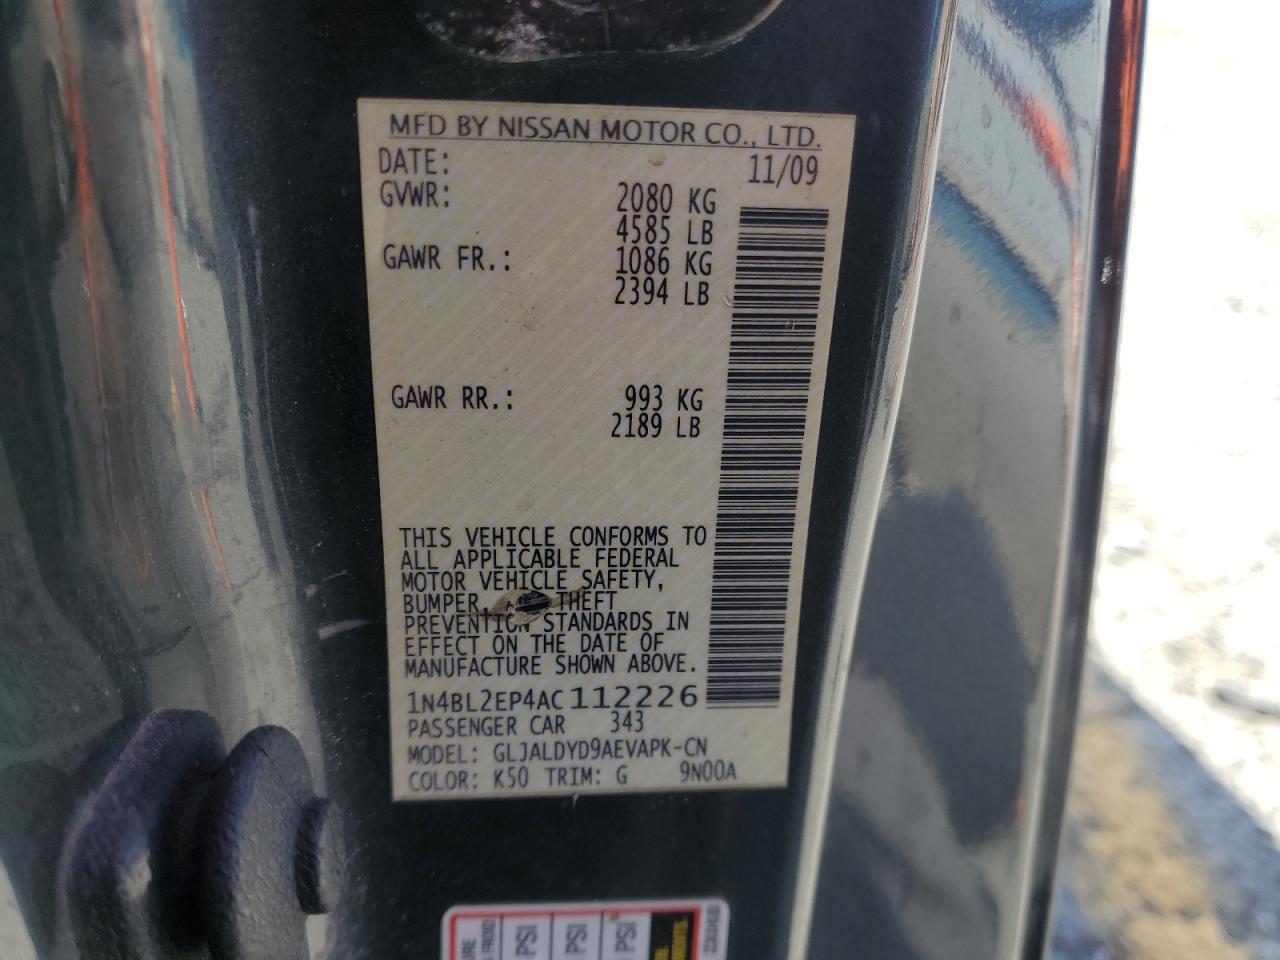 MFD BY NISSAN MOTOR CO., LTD.
DATE: 11/09
GVWR: 2080 KG
4585 LB
GAWR FR.: 1086 KG
2394 LB
GAWR RR.: 993 KG
2189 LB
THIS VEHICLE CONFORMS TO
ALL APPLICABLE FEDERAL
MOTOR VEHICLE SAFETY,
BUMPER, THEFT
PREVENTION STANDARDS IN
EFFECT ON THE DATE OF
MANUFACTURE SHOWN ABOVE.
1N4BL2EP4AC112226
PASSENGER CAR 343
MODEL: GLJALDYD9AEVAPK-CN
COLOR: K50 TRIM: G 9N00A
PSI
PSI
PSI